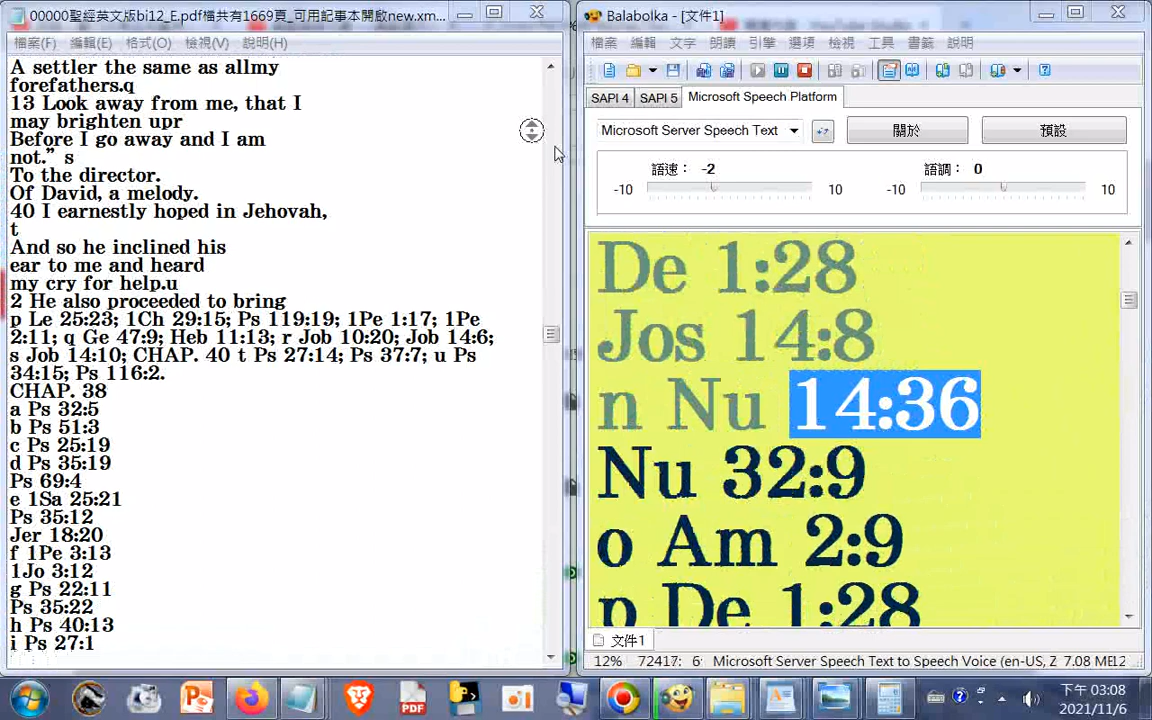 00000聖經英文版bi12_E.pdf檔共有1669頁_可用記事本開啟new.xm...
檔案(F) 編輯(E) 格式(O) 檢視(V) 說明(H)
A settler the same as allmy
forefathers.q
13 Look away from me, that I
may brighten upr
Before I go away and I am
not.” s
To the director.
Of David, a melody.
40 I earnestly hoped in Jehovah,
t
And so he inclined his
ear to me and heard
my cry for help.u
2 He also proceeded to bring
p Le 25:23; 1Ch 29:15; Ps 119:19; 1Pe 1:17; 1Pe
2:11; q Ge 47:9; Heb 11:13; r Job 10:20; Job 14:6;
s Job 14:10; CHAP. 40 t Ps 27:14; Ps 37:7; u Ps
34:15; Ps 116:2.
CHAP. 38
a Ps 32:5
b Ps 51:3
c Ps 25:19
d Ps 35:19
Ps 69:4
e 1Sa 25:21
Ps 35:12
Jer 18:20
f 1Pe 3:13
1Jo 3:12
g Ps 22:11
Ps 35:22
h Ps 40:13
i Ps 27:1
Balabolka - [文件1]
檔案 編輯 文字 朗讀 引擎 選項 檢視 工具 書籤 說明
SAPI 4 SAPI 5 Microsoft Speech Platform
Microsoft Server Speech Text 關於 預設
語速: -2 語調: 0
-10 10 -10 10
De 1:28
Jos 14:8
n Nu 14:36
Nu 32:9
o Am 2:9
p De 1:28
文件1
12% 72417: 6 Microsoft Server Speech Text to Speech Voice (en-US, Z 7.08 ME
下午 03:08
2021/11/6